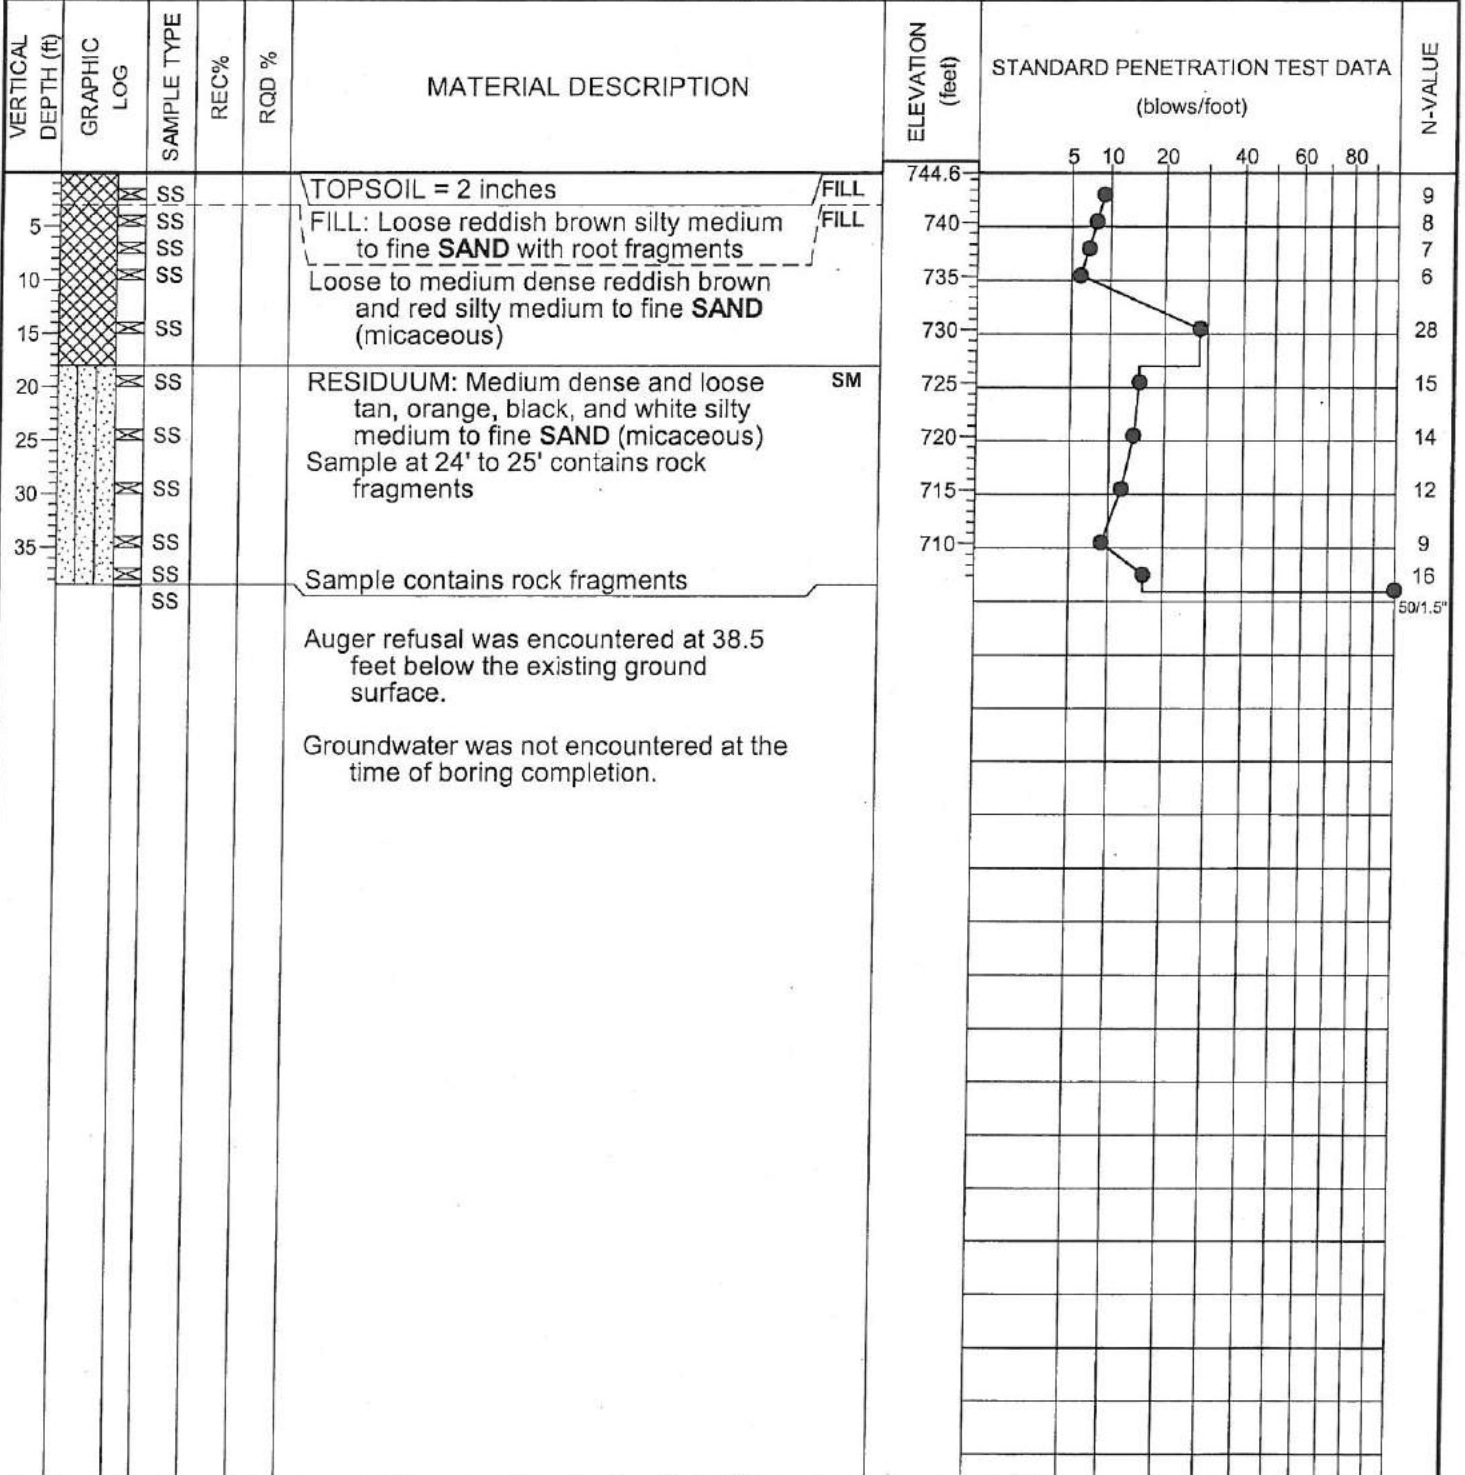 VERTICAL
DEPTH (ft)
GRAPHIC
LOG
SAMPLE TYPE
REC%
RQD %
MATERIAL DESCRIPTION
ELEVATION
(feet)
STANDARD PENETRATION TEST DATA
(blows/foot)
N-VALUE
5 10 20 40 60 80
744.6
SS
TOPSOIL = 2 inches
FILL
9
5
SS
FILL: Loose reddish brown silty medium
FILL
740
8
SS
to fine SAND with root fragments
7
10
SS
Loose to medium dense reddish brown
735
6
and red silty medium to fine SAND
15
SS
(micaceous)
730
28
20
SS
RESIDUUM: Medium dense and loose
SM
725
15
tan, orange, black, and white silty
25
SS
medium to fine SAND (micaceous)
720
14
Sample at 24' to 25' contains rock
30
SS
fragments
715
12
35
SS
710
9
SS
Sample contains rock fragments
16
SS
50/1.5"
Auger refusal was encountered at 38.5
feet below the existing ground
surface.
Groundwater was not encountered at the
time of boring completion.